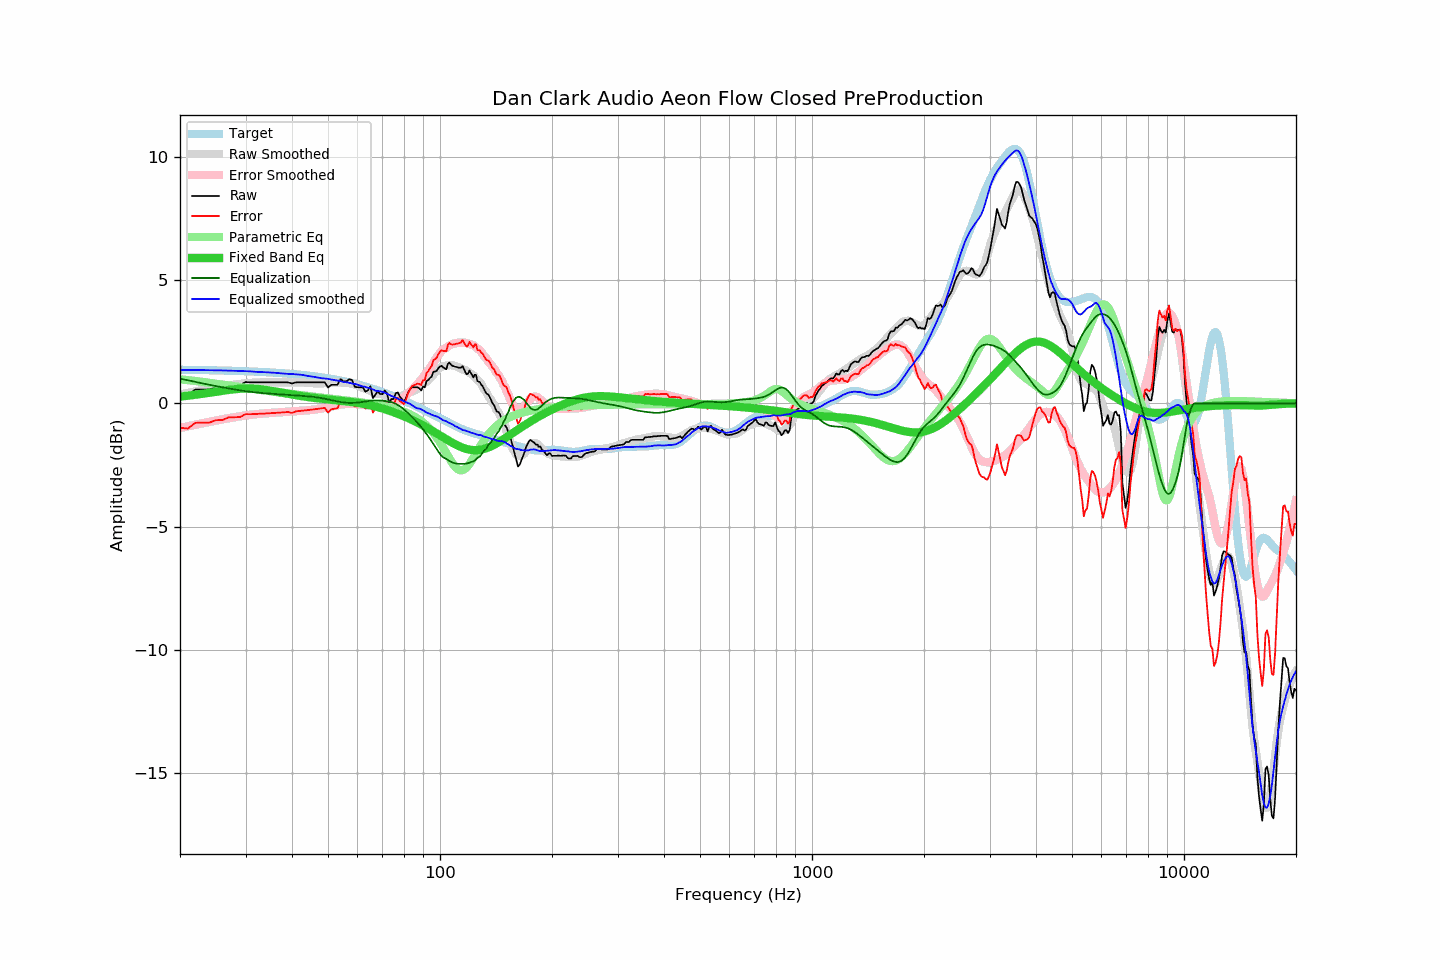 Dan Clark Audio Aeon Flow Closed PreProduction
Target
Raw Smoothed
Error Smoothed
Raw
Error
Parametric Eq
Fixed Band Eq
Equalization
Equalized smoothed
10
5
0
−5
−10
−15
Amplitude (dBr)
100
1000
10000
Frequency (Hz)